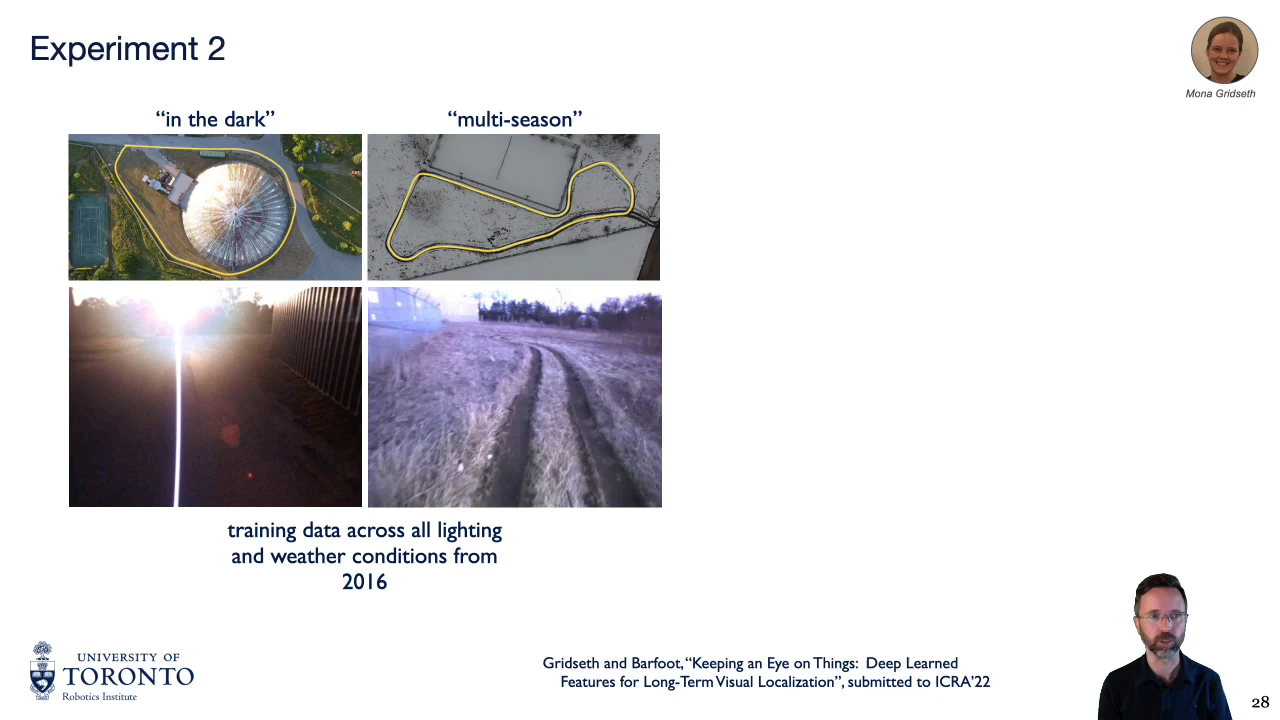 Experiment 2
Mona Gridseth
“in the dark”
“multi-season”
training data across all lighting
and weather conditions from
2016
UNIVERSITY OF
TORONTO
Robotics Institute
Gridseth and Barfoot, “Keeping an Eye on Things: Deep Learned
Features for Long-Term Visual Localization”, submitted to ICRA’22
28